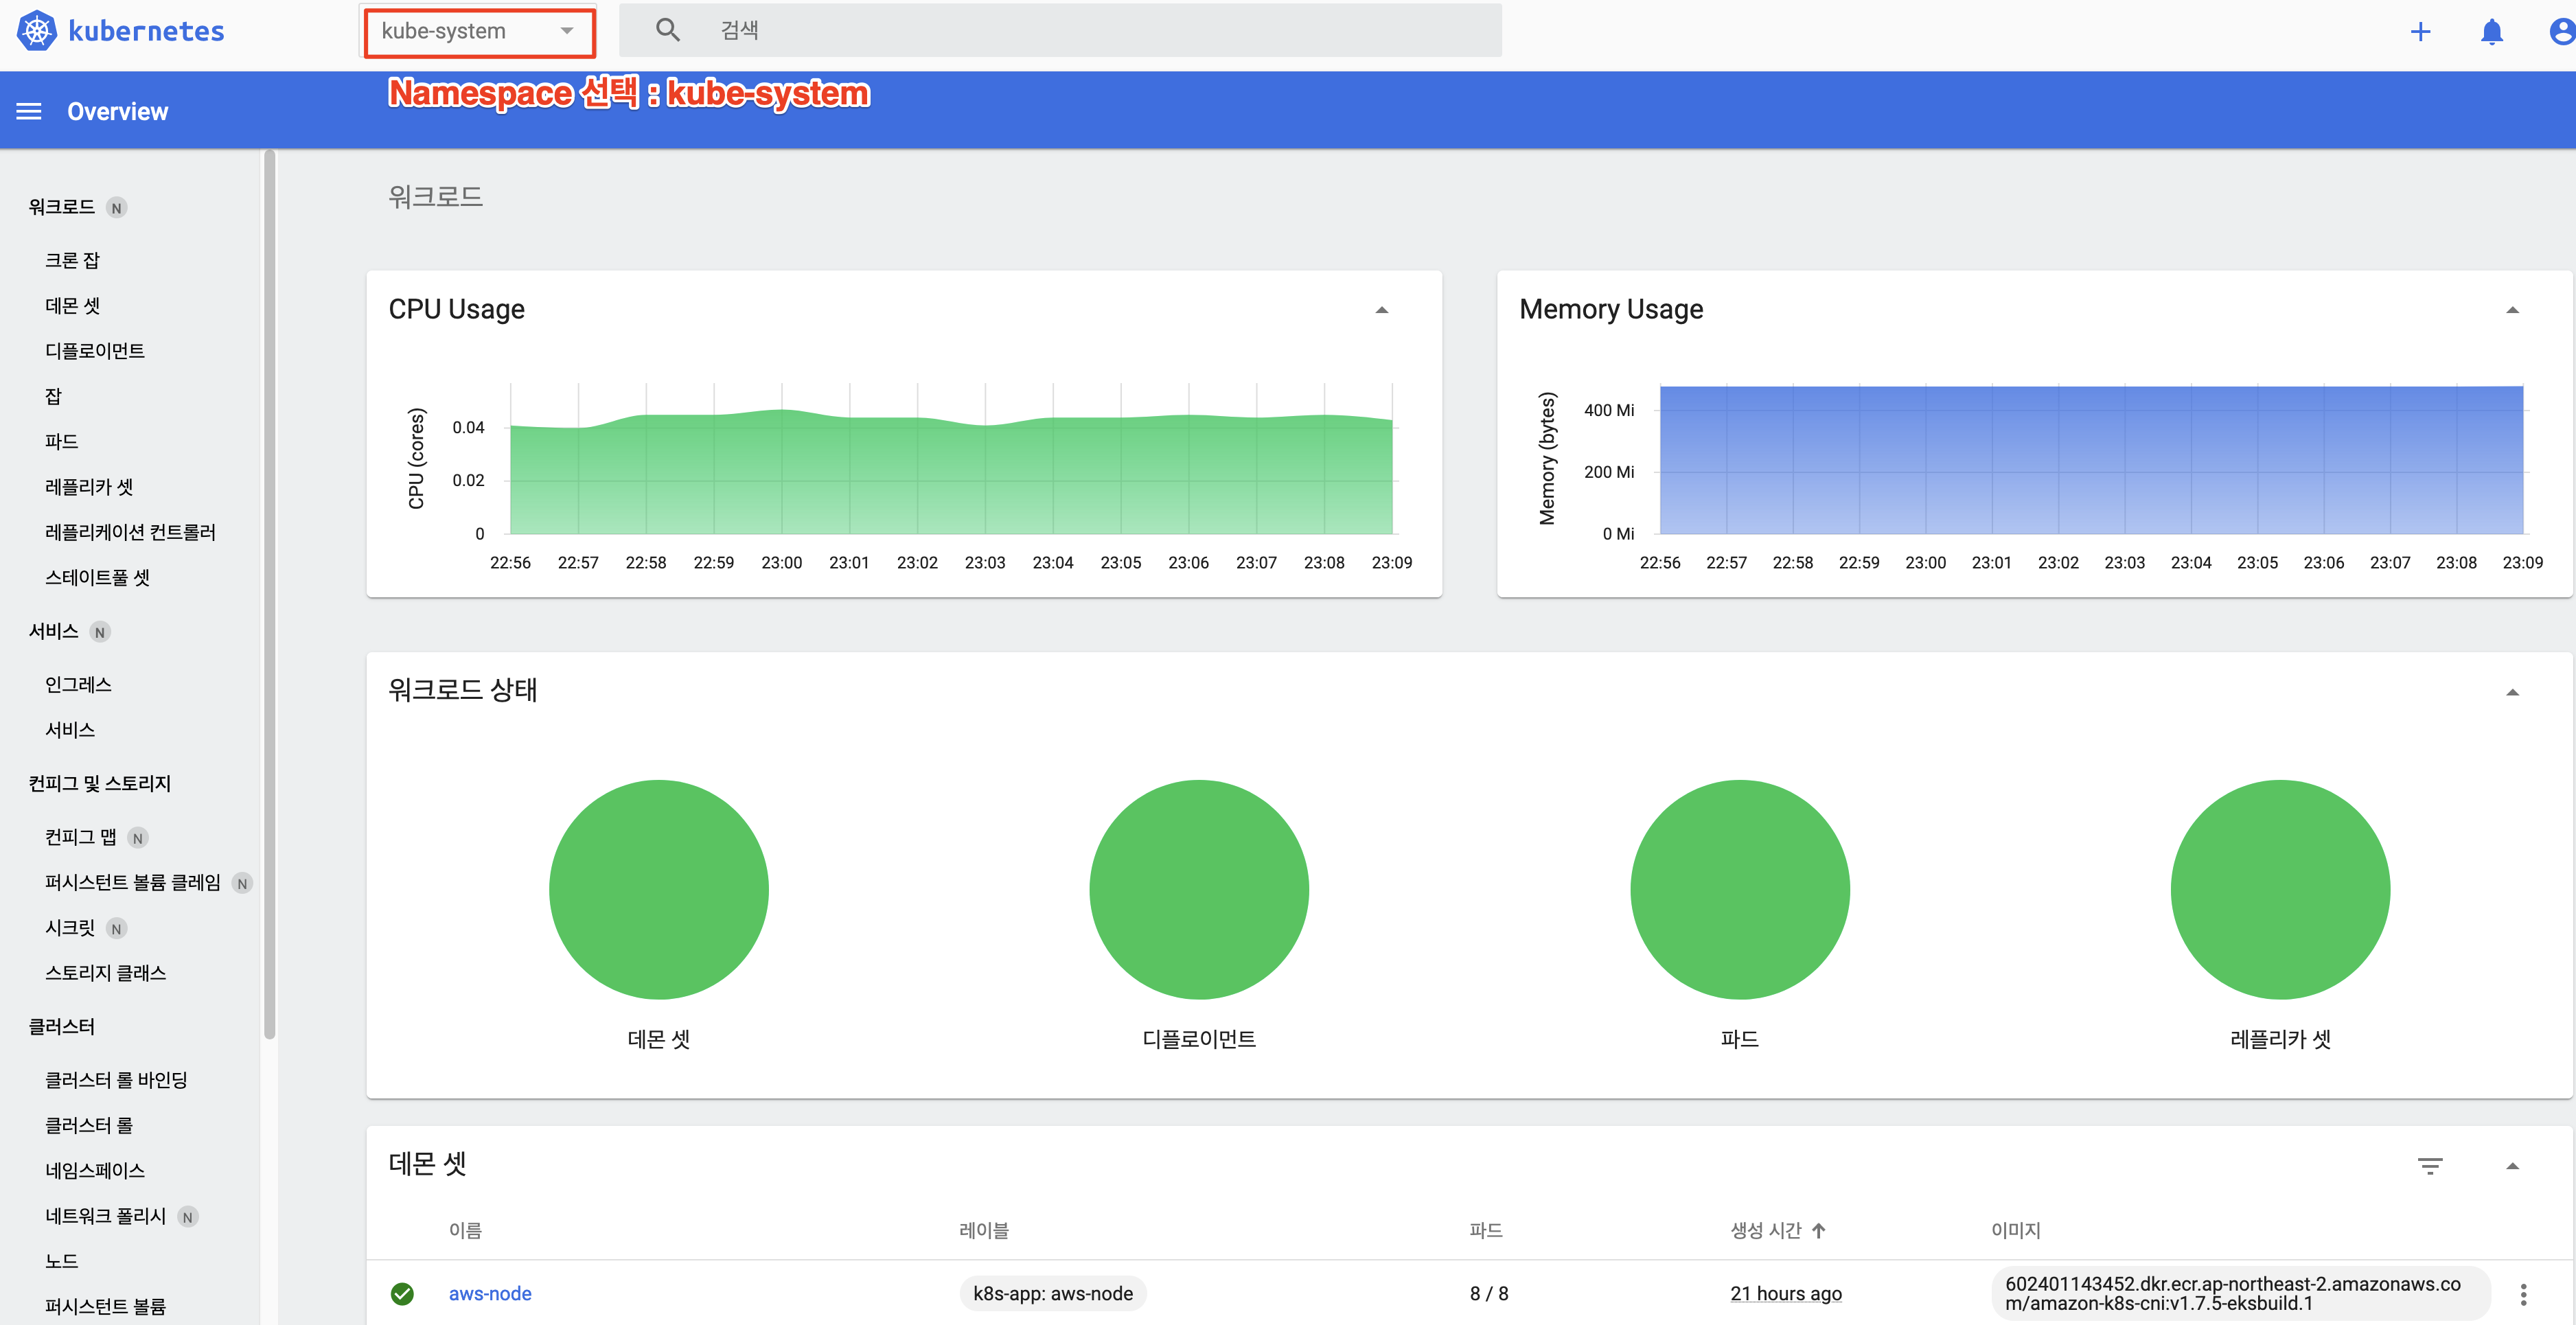 kubernetes
kube-system
검색
Namespace 선택 : kube-system
Overview
워크로드 N
크론 잡
데몬 셋
디플로이먼트
잡
파드
레플리카 셋
레플리케이션 컨트롤러
스테이트풀 셋
서비스 N
인그레스
서비스
컨피그 및 스토리지
컨피그 맵 N
퍼시스턴트 볼륨 클레임 N
시크릿 N
스토리지 클래스
클러스터
클러스터 롤 바인딩
클러스터 롤
네임스페이스
네트워크 폴리시 N
노드
퍼시스턴트 볼륨
워크로드
CPU Usage
CPU (cores)
0.04
0.02
0
22:56 22:57 22:58 22:59 23:00 23:01 23:02 23:03 23:04 23:05 23:06 23:07 23:08 23:09
Memory Usage
Memory (bytes)
400 Mi
200 Mi
0 Mi
22:56 22:57 22:58 22:59 23:00 23:01 23:02 23:03 23:04 23:05 23:06 23:07 23:08 23:09
워크로드 상태
데몬 셋 디플로이먼트 파드 레플리카 셋
데몬 셋
이름 레이블 파드 생성 시간 이미지
aws-node k8s-app: aws-node 8 / 8 21 hours ago 602401143452.dkr.ecr.ap-northeast-2.amazonaws.co
m/amazon-k8s-cni:v1.7.5-eksbuild.1